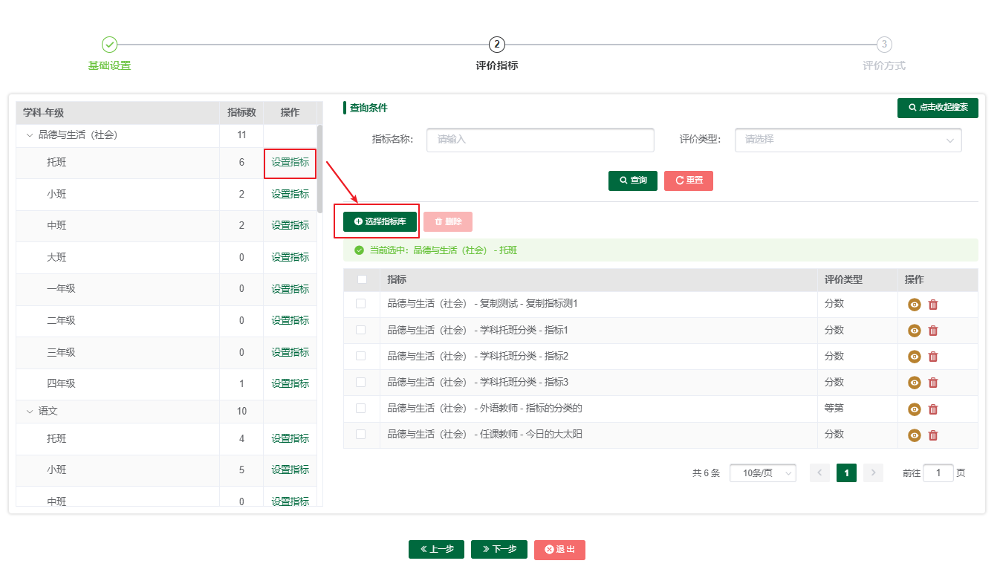 2
3
基础设置
评价指标
评价方式
学科-年级 指标数 操作
品德与生活（社会） 11
托班 6 设置指标
小班 2 设置指标
中班 2 设置指标
大班 0 设置指标
一年级 0 设置指标
二年级 0 设置指标
三年级 0 设置指标
四年级 1 设置指标
语文 10
托班 4 设置指标
小班 5 设置指标
中班 0 设置指标
查询条件
点击收起搜索
指标名称: 请输入 评价类型: 请选择
查询 重置
选择指标库 删除
当前选中：品德与生活（社会） - 托班
指标 评价类型 操作
品德与生活（社会） - 复制测试 - 复制指标测1 分数
品德与生活（社会） - 学科托班分类 - 指标1 分数
品德与生活（社会） - 学科托班分类 - 指标2 分数
品德与生活（社会） - 学科托班分类 - 指标3 分数
品德与生活（社会） - 外语教师 - 指标的分类的 等第
品德与生活（社会） - 任课教师 - 今日的大太阳 分数
共 6 条 10条/页 1 前往 1 页
上一步 下一步 退 出